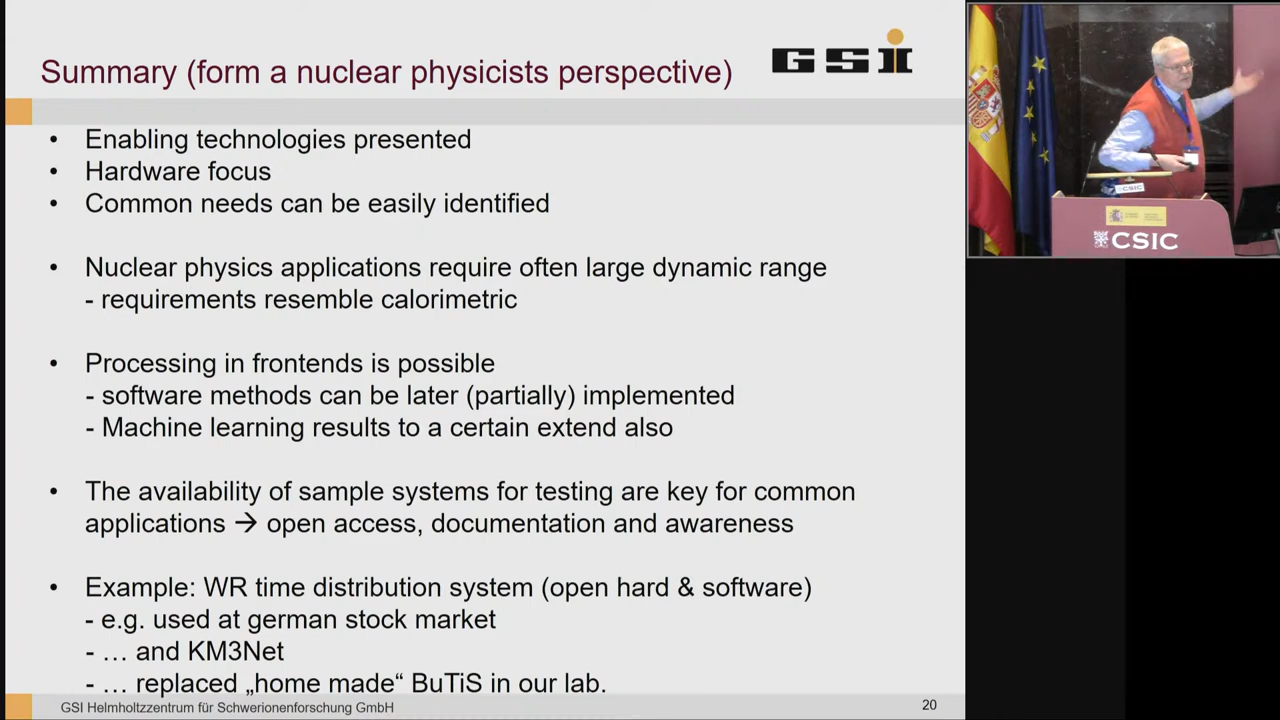 Summary (form a nuclear physicists perspective)
GSI
• Enabling technologies presented
• Hardware focus
• Common needs can be easily identified
• Nuclear physics applications require often large dynamic range
- requirements resemble calorimetric
• Processing in frontends is possible
- software methods can be later (partially) implemented
- Machine learning results to a certain extend also
• The availability of sample systems for testing are key for common
applications → open access, documentation and awareness
• Example: WR time distribution system (open hard & software)
- e.g. used at german stock market
- … and KM3Net
- … replaced „home made“ BuTiS in our lab.
GSI Helmholtzzentrum für Schwerionenforschung GmbH
20
CSIC
CSIC